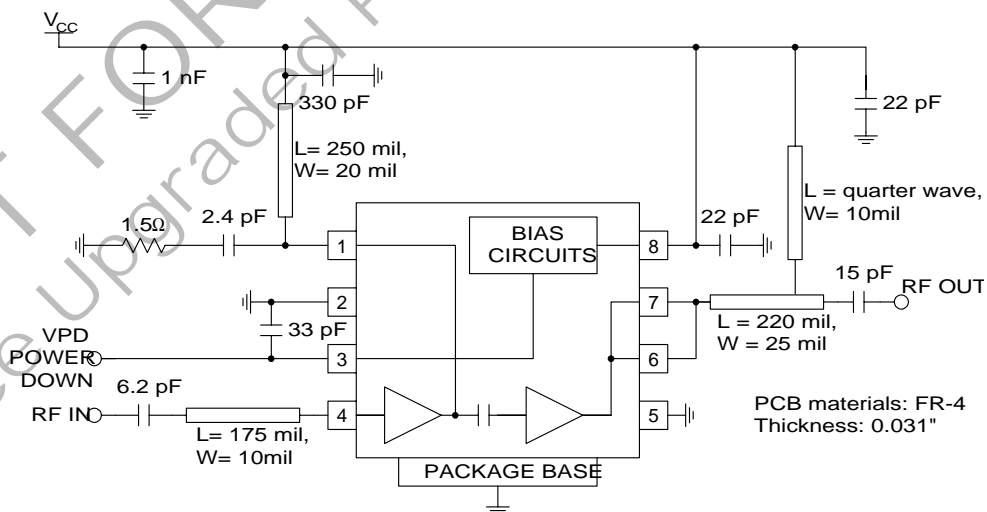 VCC
1 nF
330 pF
22 pF
L= 250 mil,
W= 20 mil
L = quarter wave,
W= 10mil
1.5Ω
2.4 pF
22 pF
1
BIAS
CIRCUITS
8
15 pF
RF OUT
2
7
33 pF
L = 220 mil,
W = 25 mil
VPD
POWER
DOWN
3
6
6.2 pF
RF IN
4
5
L= 175 mil,
W= 10mil
PCB materials: FR-4
Thickness: 0.031"
PACKAGE BASE
T FOR
ee Upgraded P